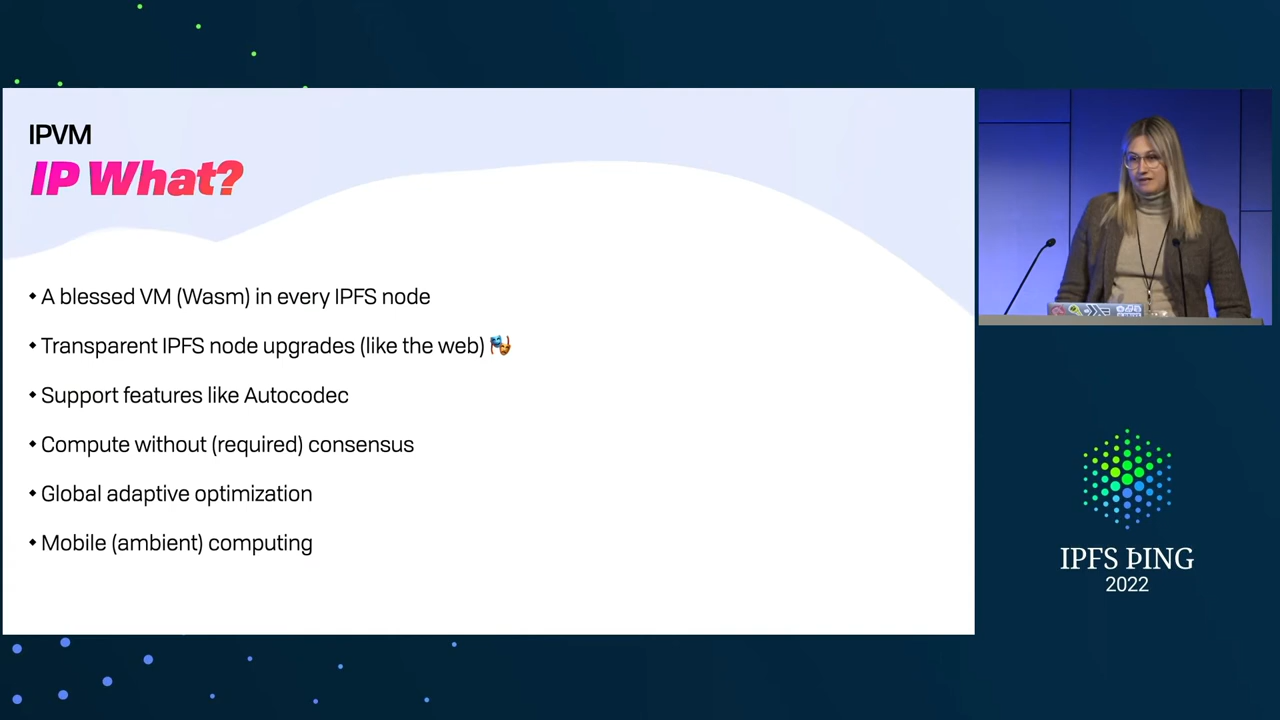 IPVM
IP What?
• A blessed VM (Wasm) in every IPFS node
• Transparent IPFS node upgrades (like the web) 🎭
• Support features like Autocodec
• Compute without (required) consensus
• Global adaptive optimization
• Mobile (ambient) computing
IPFS ÞING
2022